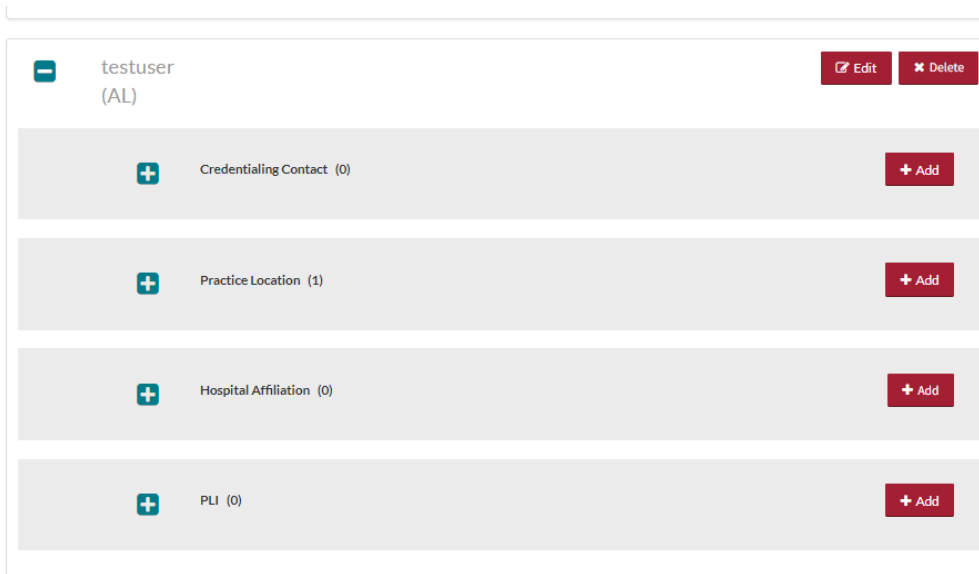 testuser
(AL)
Edit
Delete
Credentialing Contact (0)
Add
Practice Location (1)
Add
Hospital Affiliation (0)
Add
PLI (0)
Add